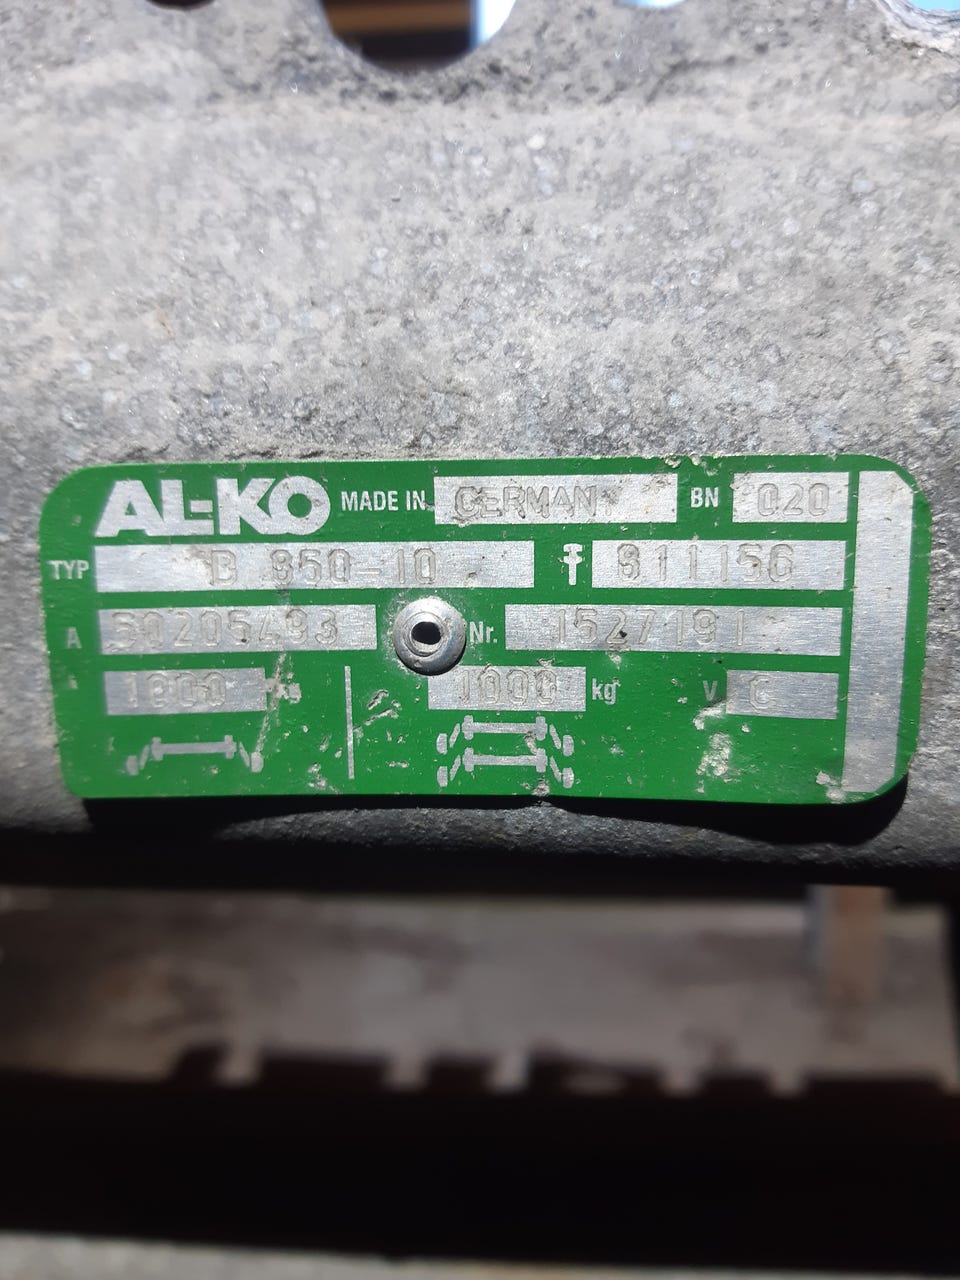 AL-KO MADE IN GERMANY BN 020
TYP B 850-10 811156
A 50205493 Nr. 1527191
1000 kg 1000 kg V C